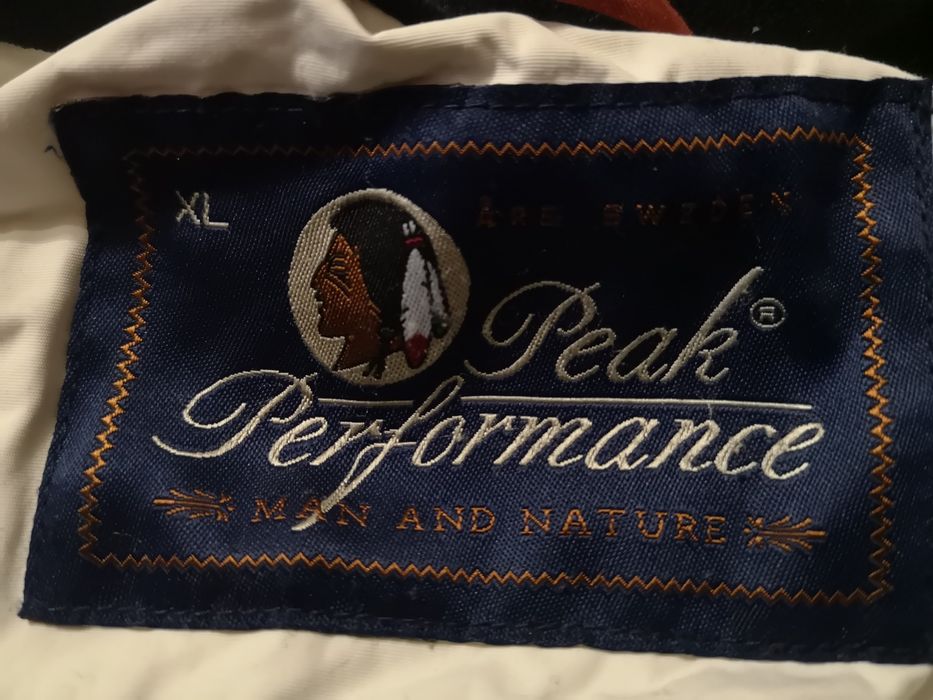 XL
ÅRE SWEDEN
Peak®
Performance
MAN AND NATURE